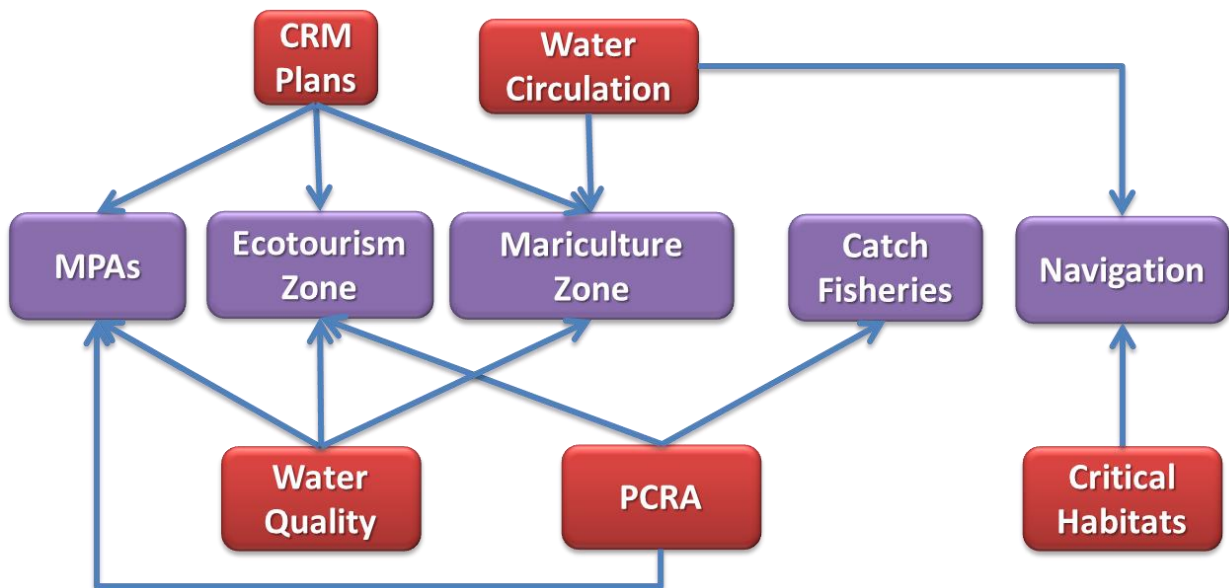 CRM
Plans
Water
Circulation
MPAs
Ecotourism
Zone
Mariculture
Zone
Catch
Fisheries
Navigation
Water
Quality
PCRA
Critical
Habitats